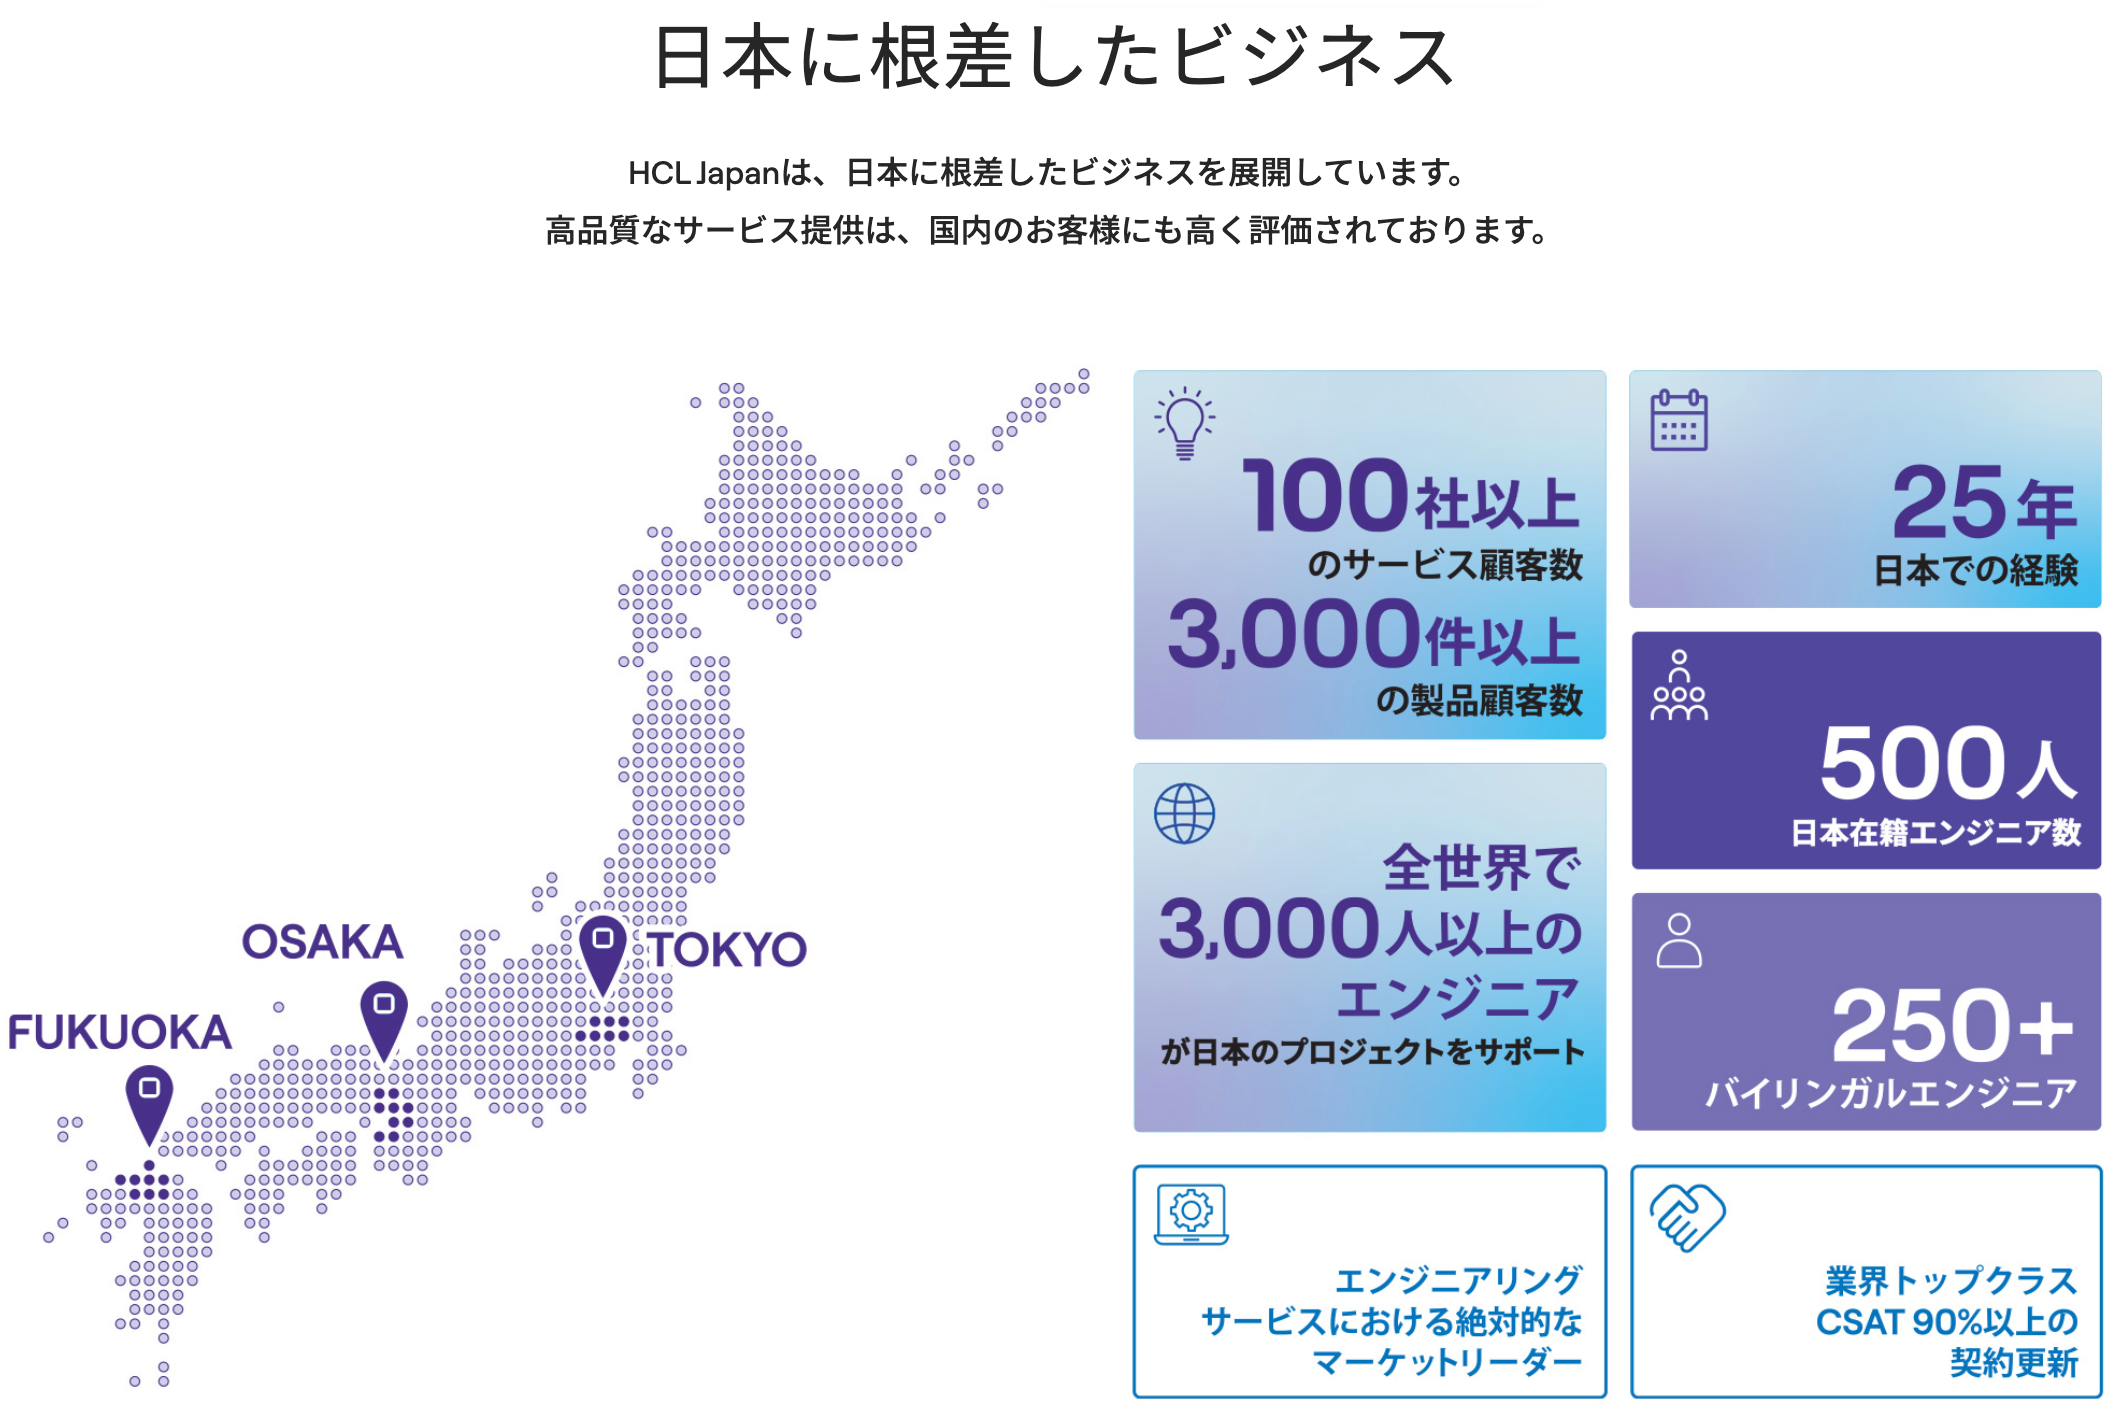 日本に根差したビジネス
HCL Japanは、日本に根差したビジネスを展開しています。
高品質なサービス提供は、国内のお客様にも高く評価されております。
OSAKA
TOKYO
FUKUOKA
100社以上
のサービス顧客数
3,000件以上
の製品顧客数
25年
日本での経験
500人
日本在籍エンジニア数
全世界で
3,000人以上の
エンジニア
が日本のプロジェクトをサポート
250+
バイリンガルエンジニア
エンジニアリング
サービスにおける絶対的な
マーケットリーダー
業界トップクラス
CSAT 90%以上の
契約更新